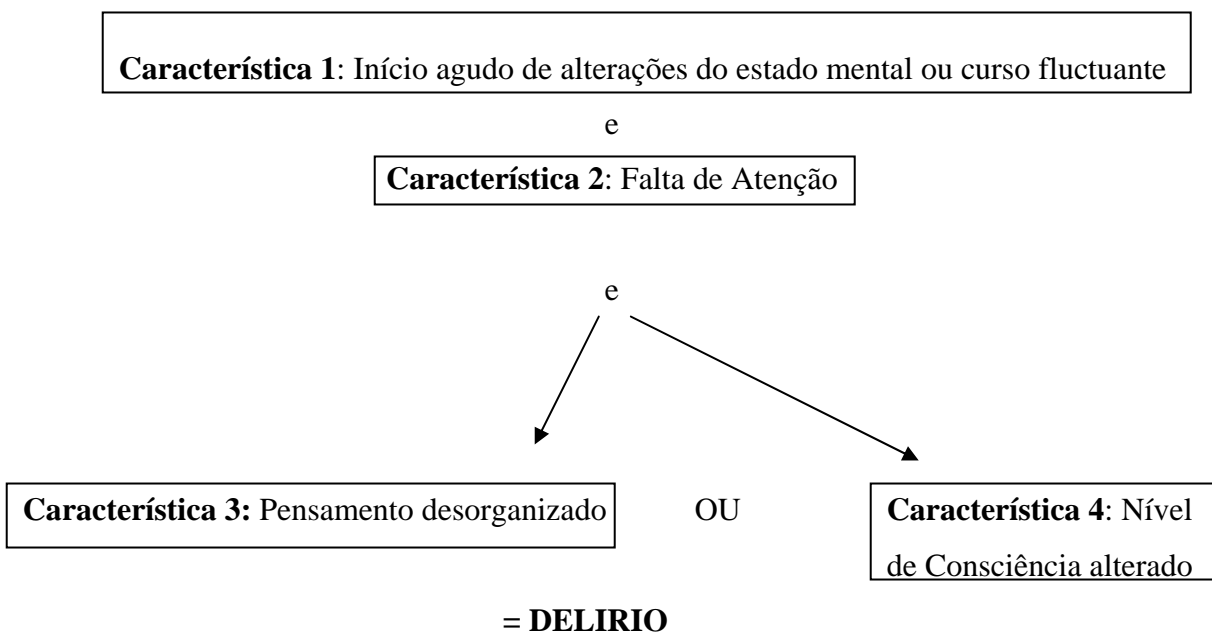 Característica 1: Início agudo de alterações do estado mental ou curso fluctuante
e
Característica 2: Falta de Atenção
e
Característica 3: Pensamento desorganizado
OU
Característica 4: Nível
de Consciência alterado
= DELIRIO